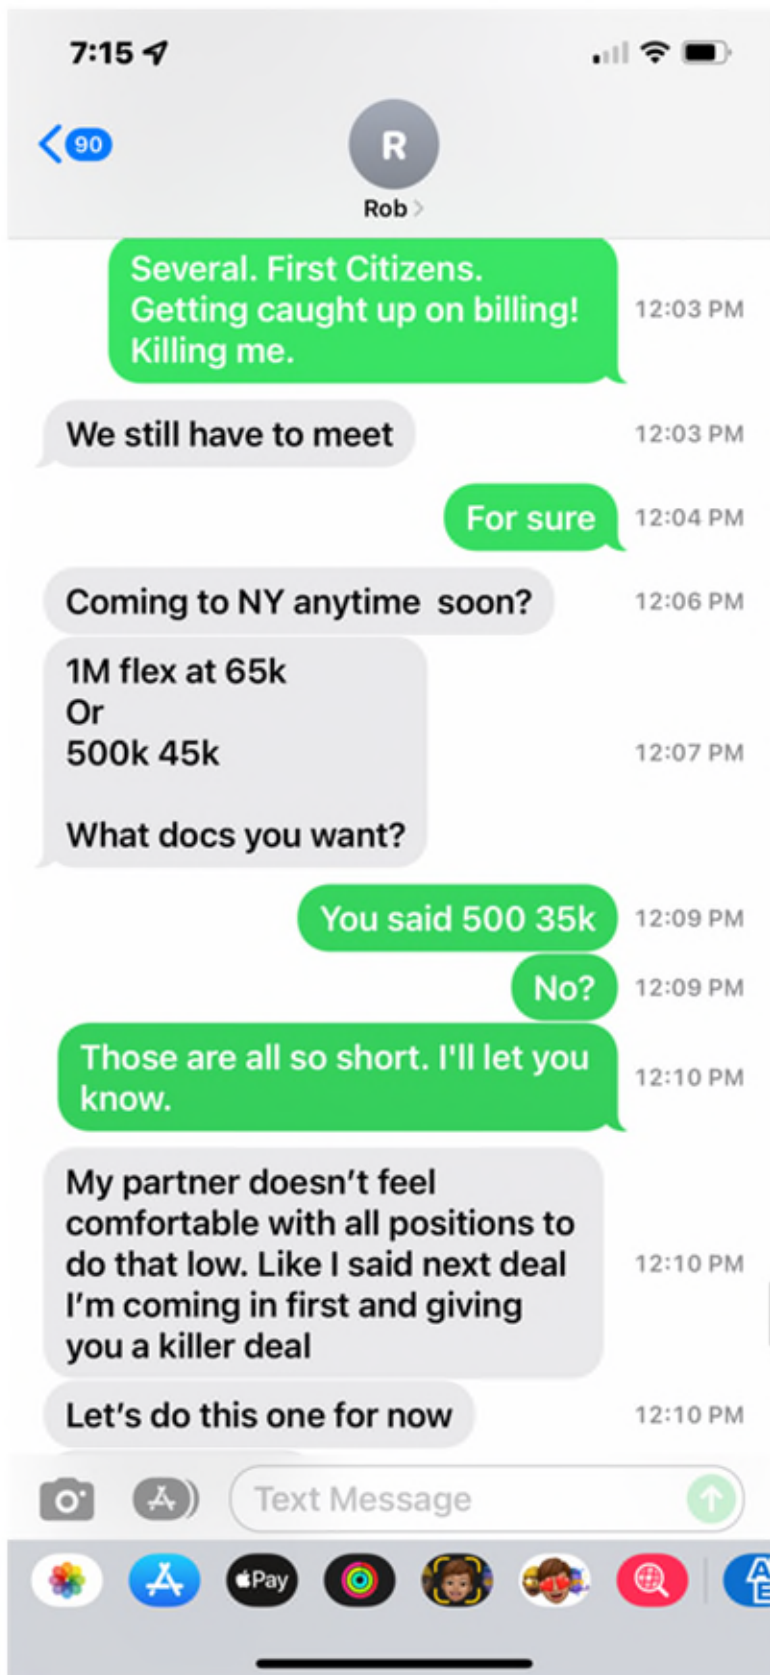 7:15
90
R
Rob
Several. First Citizens.
Getting caught up on billing!
Killing me.
12:03 PM
We still have to meet
12:03 PM
For sure
12:04 PM
Coming to NY anytime  soon?
12:06 PM
1M flex at 65k
Or
500k 45k
What docs you want?
12:07 PM
You said 500 35k
12:09 PM
No?
12:09 PM
Those are all so short. I'll let you
know.
12:10 PM
My partner doesn’t feel
comfortable with all positions to
do that low. Like I said next deal
I’m coming in first and giving
you a killer deal
12:10 PM
Let’s do this one for now
12:10 PM
Text Message
Pay